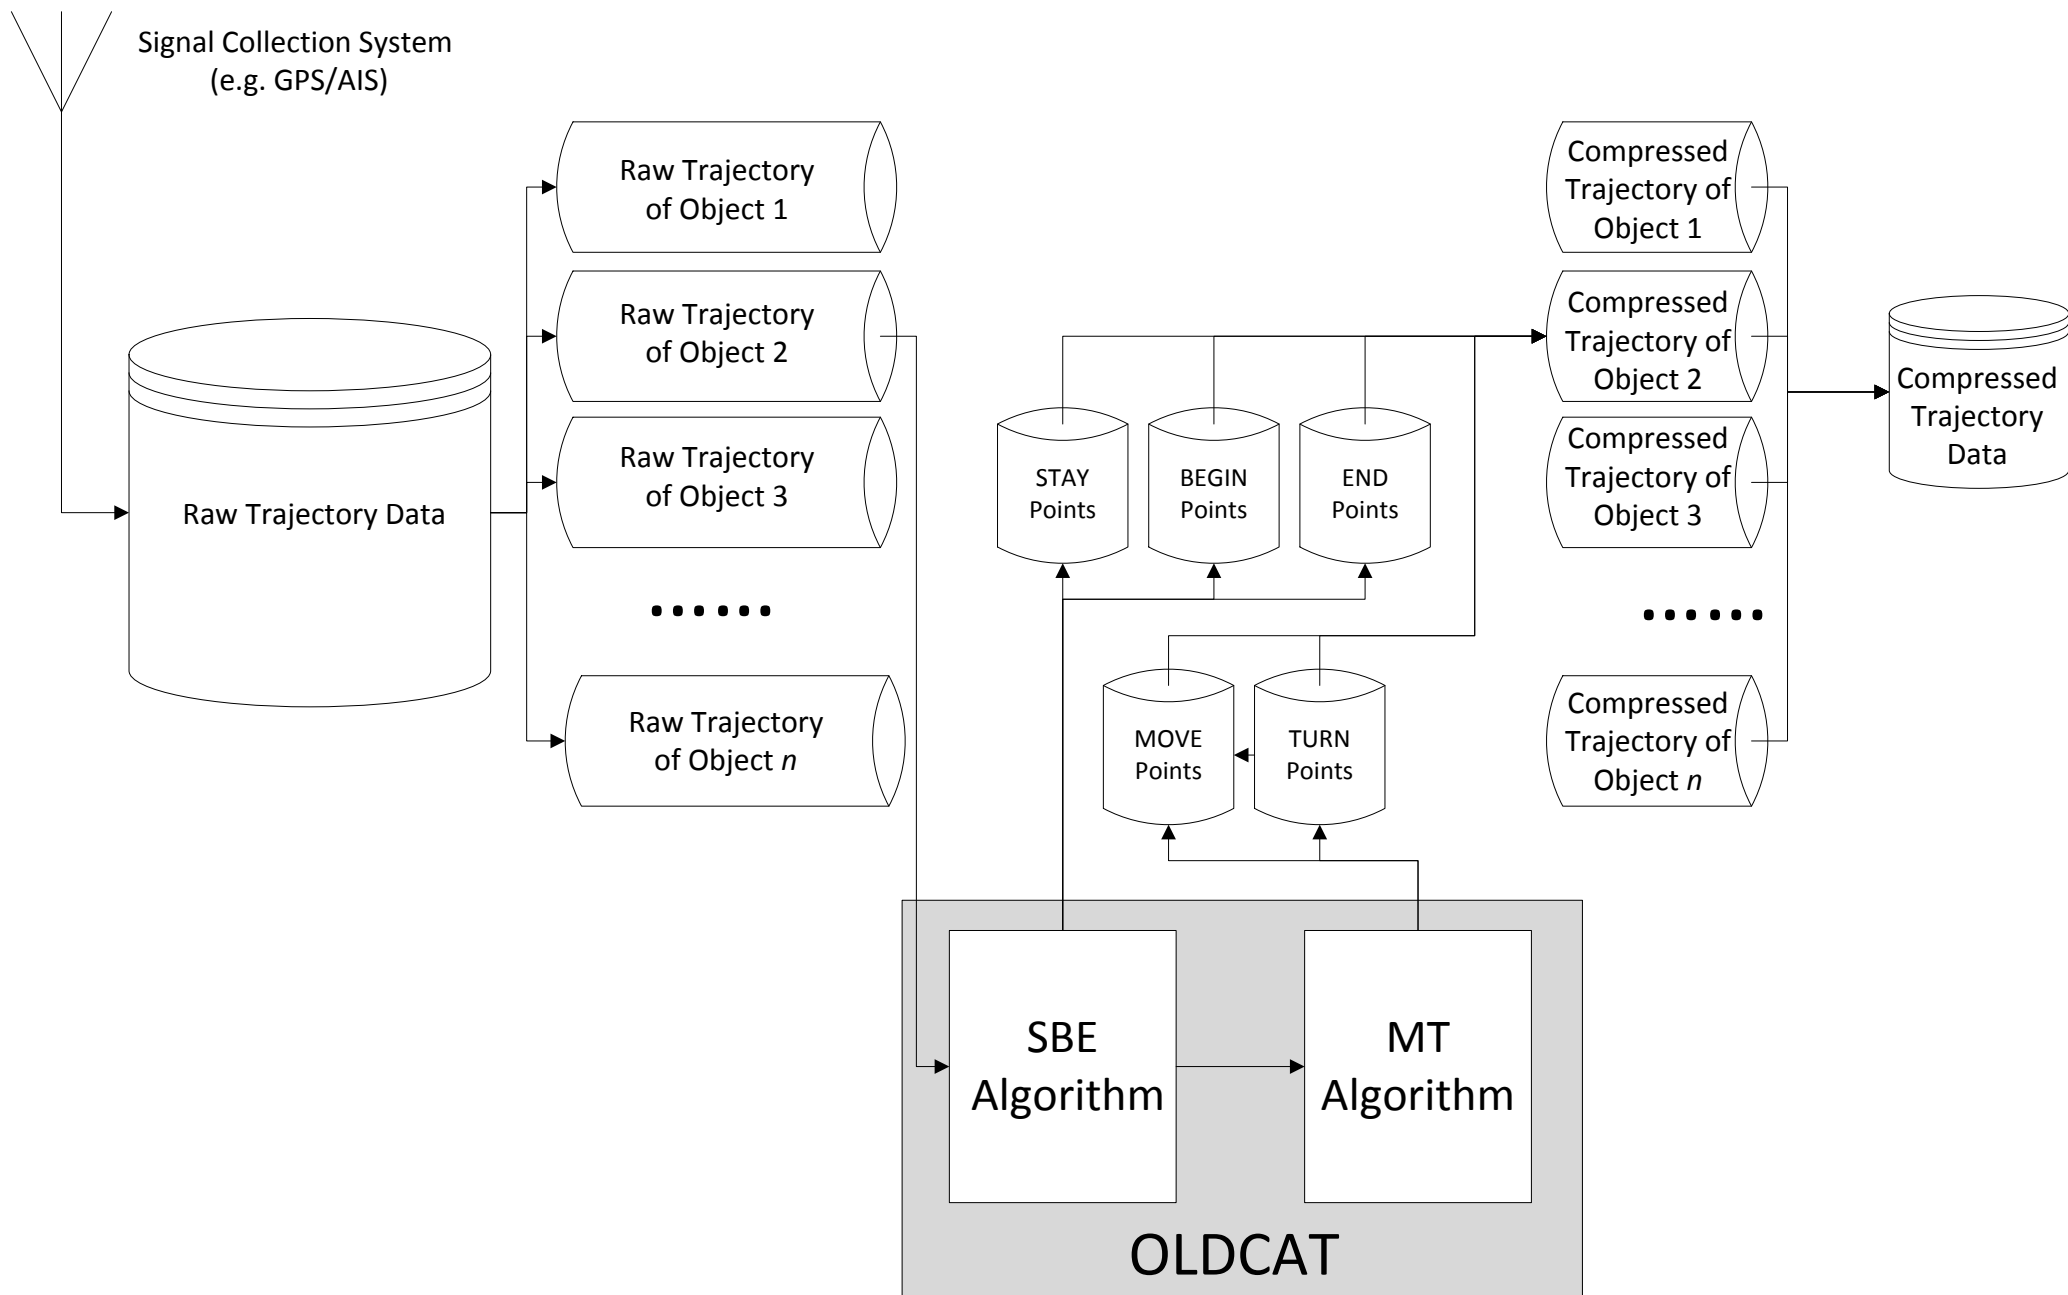 Signal Collection System
(e.g. GPS/AIS)
Raw Trajectory Data
Raw Trajectory
of Object 1
Raw Trajectory
of Object 2
Raw Trajectory
of Object 3
......
Raw Trajectory
of Object n
STAY
Points
BEGIN
Points
END
Points
MOVE
Points
TURN
Points
SBE
Algorithm
MT
Algorithm
OLDCAT
Compressed
Trajectory of
Object 1
Compressed
Trajectory of
Object 2
Compressed
Trajectory of
Object 3
......
Compressed
Trajectory of
Object n
Compressed
Trajectory
Data